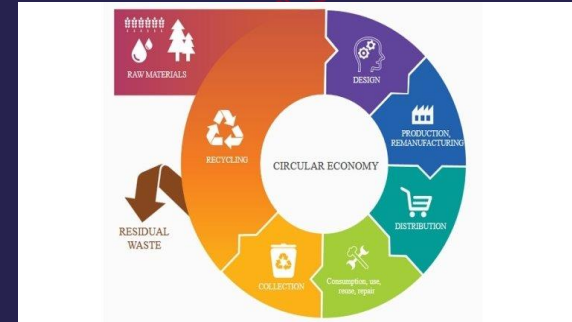 RAW MATERIALS
DESIGN
PRODUCTION,
REMANUFACTURING
RECYCLING
CIRCULAR ECONOMY
DISTRIBUTION
RESIDUAL
WASTE
COLLECTION
Consumption, use,
reuse, repair